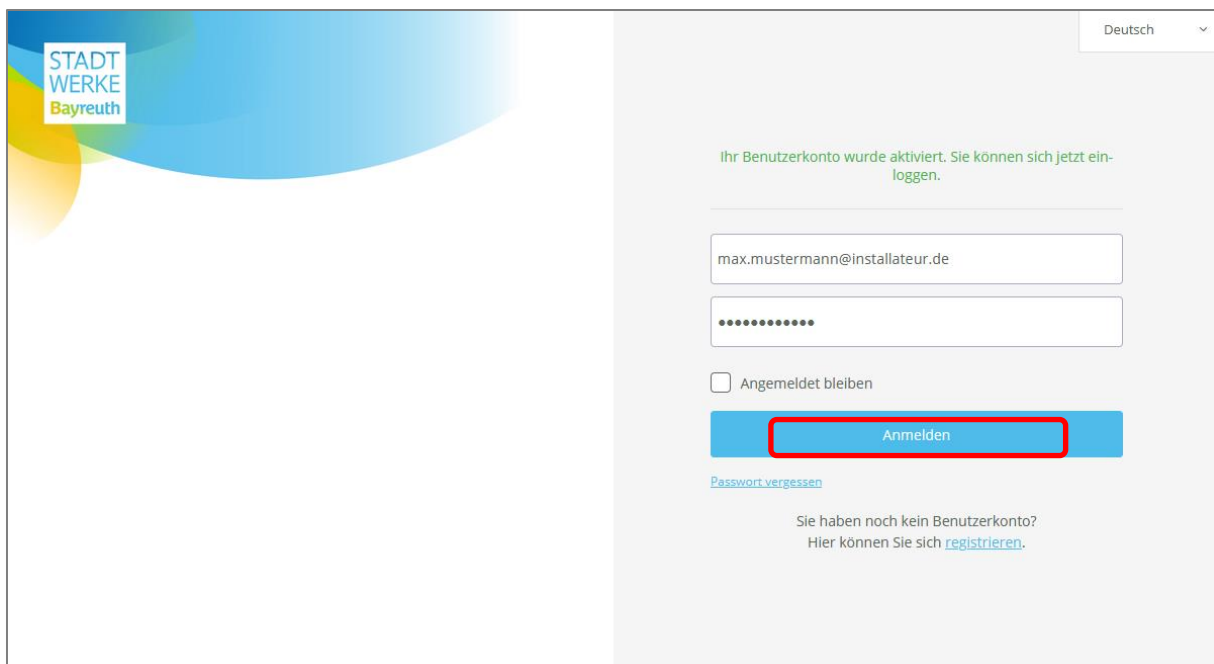 STADT
WERKE
Bayreuth
Deutsch
Ihr Benutzerkonto wurde aktiviert. Sie können sich jetzt ein-
loggen.
max.mustermann@installateur.de
••••••••••••
Angemeldet bleiben
Anmelden
Passwort vergessen
Sie haben noch kein Benutzerkonto?
Hier können Sie sich registrieren.